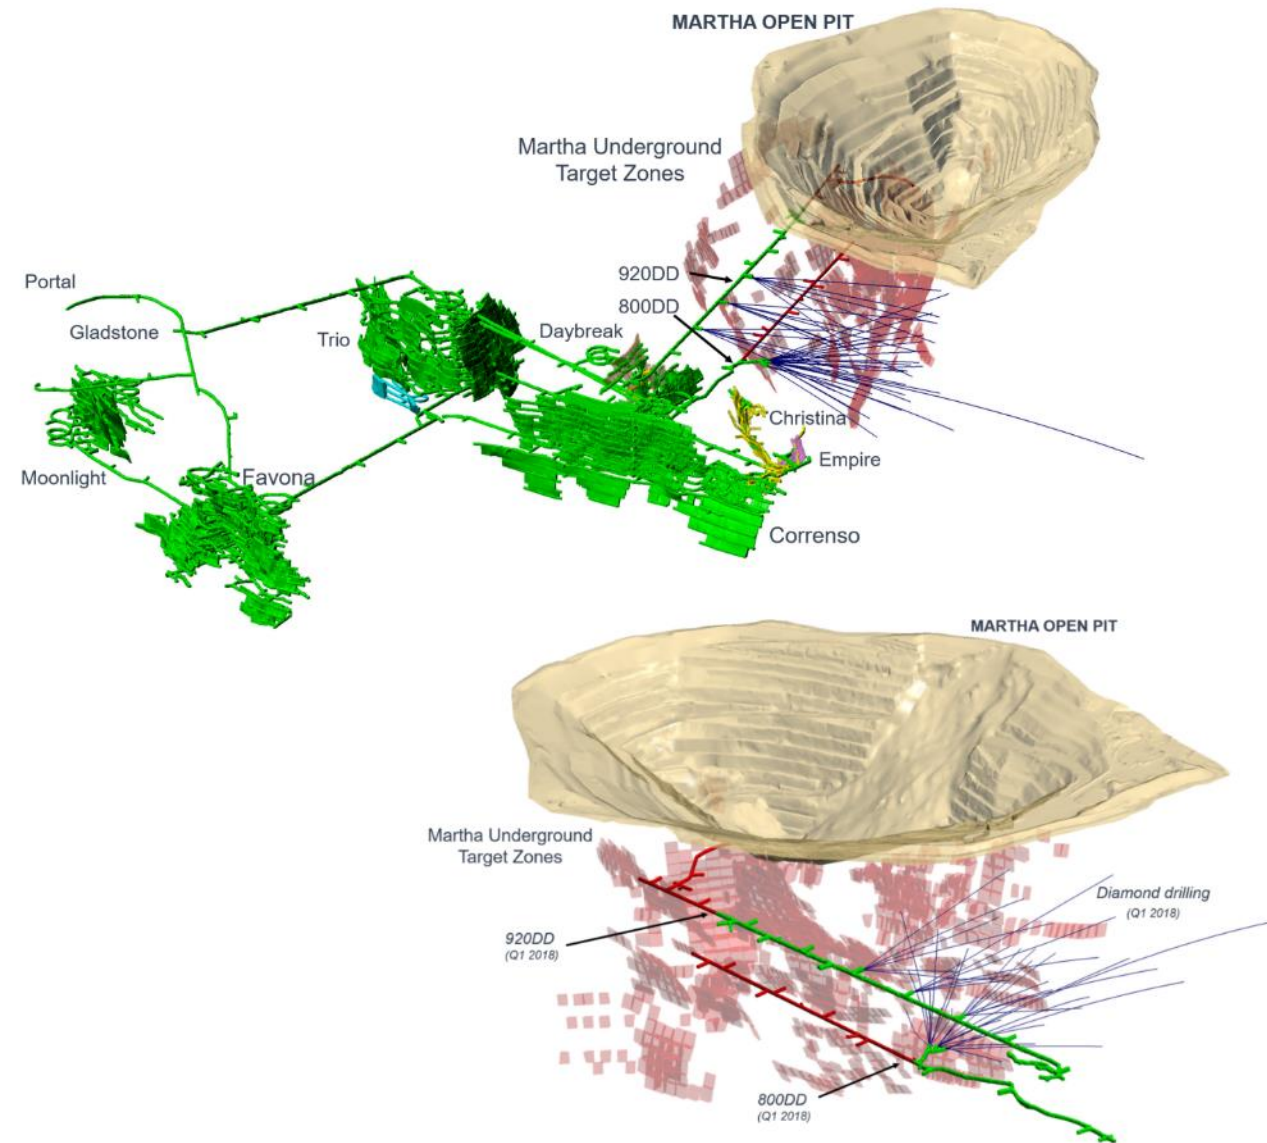 MARTHA OPEN PIT
Martha Underground
Target Zones
920DD
800DD
Portal
Gladstone
Trio
Daybreak
Christina
Moonlight
Favona
Empire
Correnso
MARTHA OPEN PIT
Martha Underground
Target Zones
Diamond drilling
(Q1 2018)
920DD
(Q1 2018)
800DD
(Q1 2018)